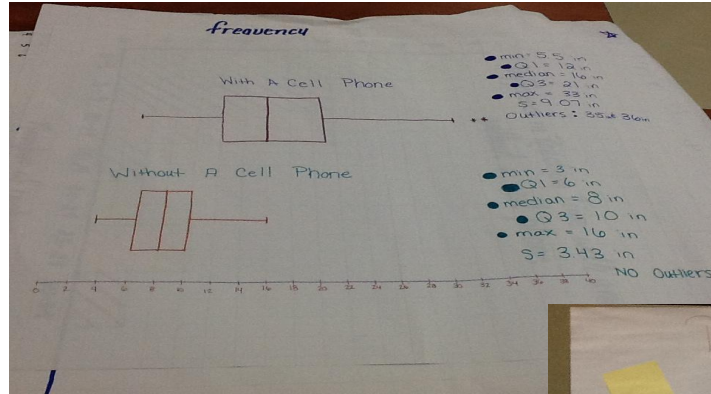 frequency
With A Cell Phone
min = 5.5 in
Q1 = 12 in
median = 16 in
Q3 = 21 in
max = 33 in
S = 9.07 in
Outliers : 35 & 36 in
Without A Cell Phone
min = 3 in
Q1 = 6 in
median = 8 in
Q3 = 10 in
max = 16 in
S = 3.43 in
NO Outliers
0 2 4 6 8 10 12 14 16 18 20 22 24 26 28 30 32 34 36 38 40